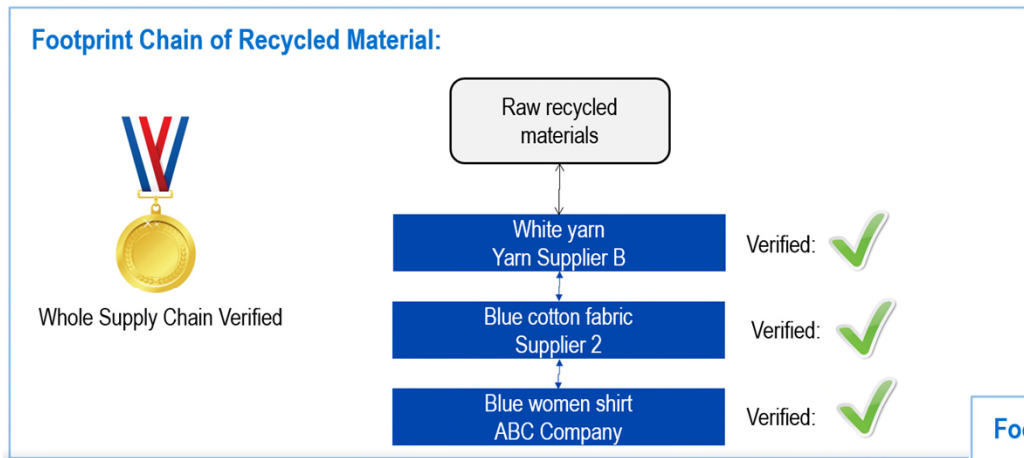 Footprint Chain of Recycled Material:
Raw recycled
materials
White yarn
Yarn Supplier B
Verified:
Whole Supply Chain Verified
Blue cotton fabric
Supplier 2
Verified:
Blue women shirt
ABC Company
Verified: